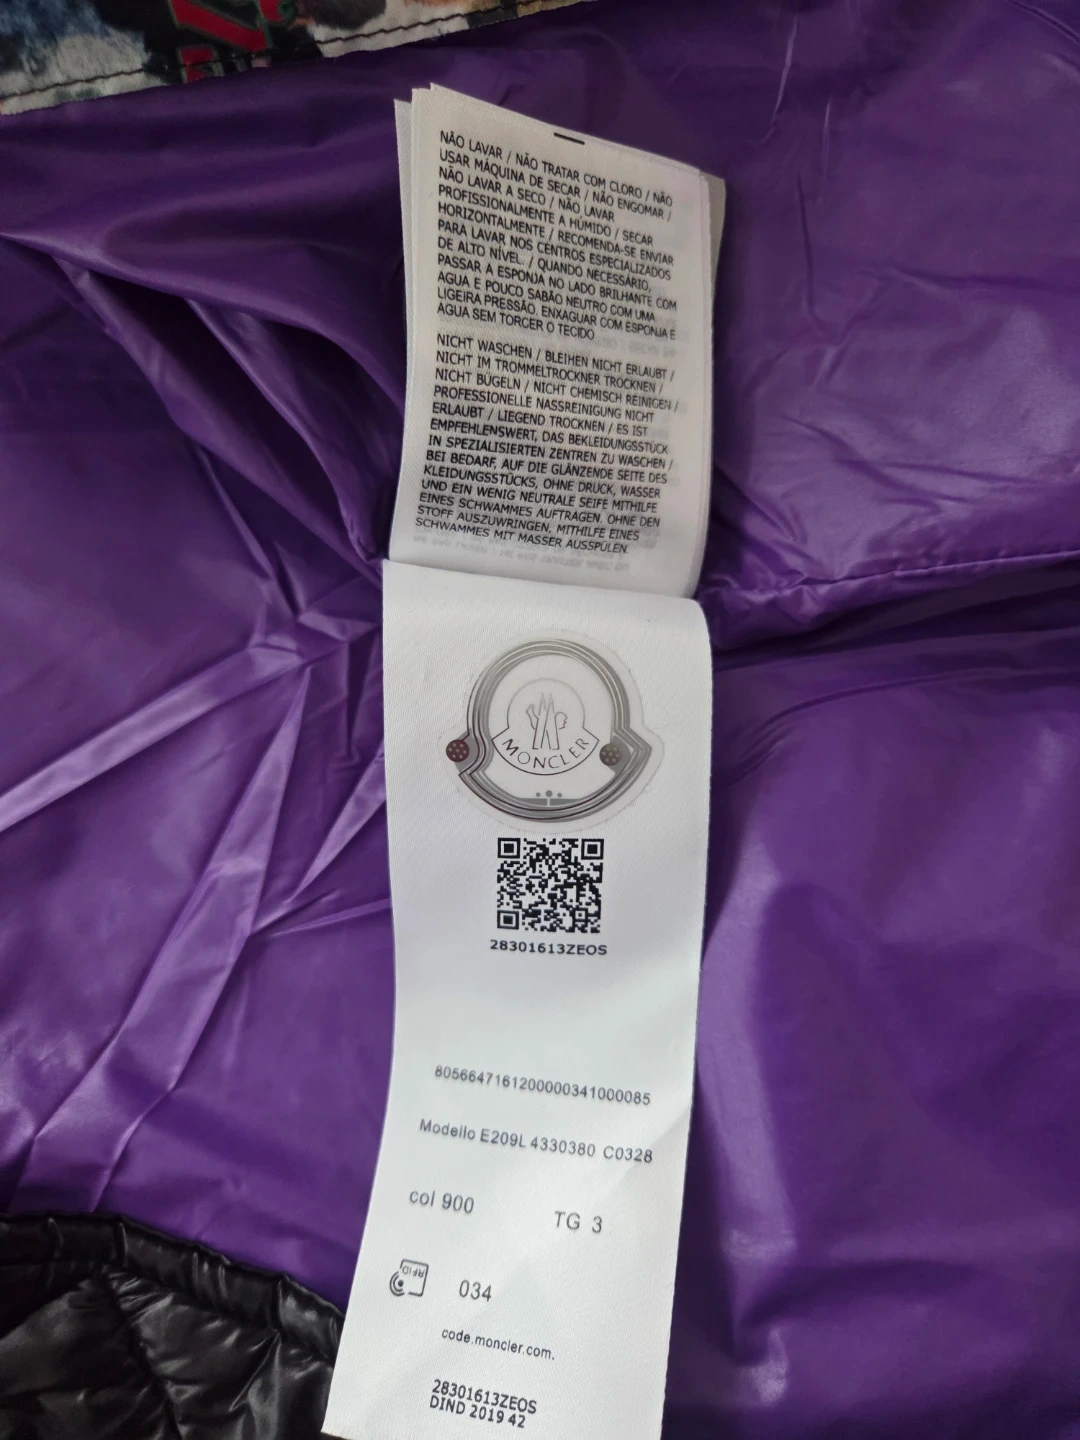 NÃO LAVAR / NÃO TRATAR COM CLORO / NÃO
USAR MÁQUINA DE SECAR / NÃO ENGOMAR /
NÃO LAVAR A SECO / NÃO LAVAR
PROFISSIONALMENTE A HÚMIDO / SECAR
HORIZONTALMENTE / RECOMENDA-SE ENVIAR
PARA LAVAR NOS CENTROS ESPECIALIZADOS
DE ALTO NÍVEL. / QUANDO NECESSÁRIO,
PASSAR A ESPONJA NO LADO BRILHANTE COM
AGUA E POUCO SABÃO NEUTRO COM UMA
LIGEIRA PRESSÃO. ENXAGUAR COM ESPONJA E
ÁGUA SEM TORCER O TECIDO
NICHT WASCHEN / BLEIHEN NICHT ERLAUBT /
NICHT IM TROMMELTROCKNER TROCKNEN /
NICHT BÜGELN / NICHT CHEMISCH REINIGEN /
PROFESSIONELLE NASSREINIGUNG NICHT
ERLAUBT / LIEGEND TROCKNEN / ES IST
EMPFEHLENSWERT, DAS BEKLEIDUNGSSTÜCK
IN SPEZIALISIERTEN ZENTREN ZU WASCHEN /
BEI BEDARF, AUF DIE GLÄNZENDE SEITE DES
KLEIDUNGSSTÜCKS, OHNE DRUCK, WASSER
UND EIN WENIG NEUTRALE SEIFE MITHILFE
EINES SCHWAMMES AUFTRAGEN. OHNE DEN
STOFF AUSZUWRINGEN, MITHILFE EINES
SCHWAMMES MIT MASSER AUSSPÜLEN.
MONCLER
28301613ZEOS
8056647161200000341000085
Modello E209L 4330380 C0328
col 900 TG 3
RFID 034
code.moncler.com.
28301613ZEOS
DIND 2019 42